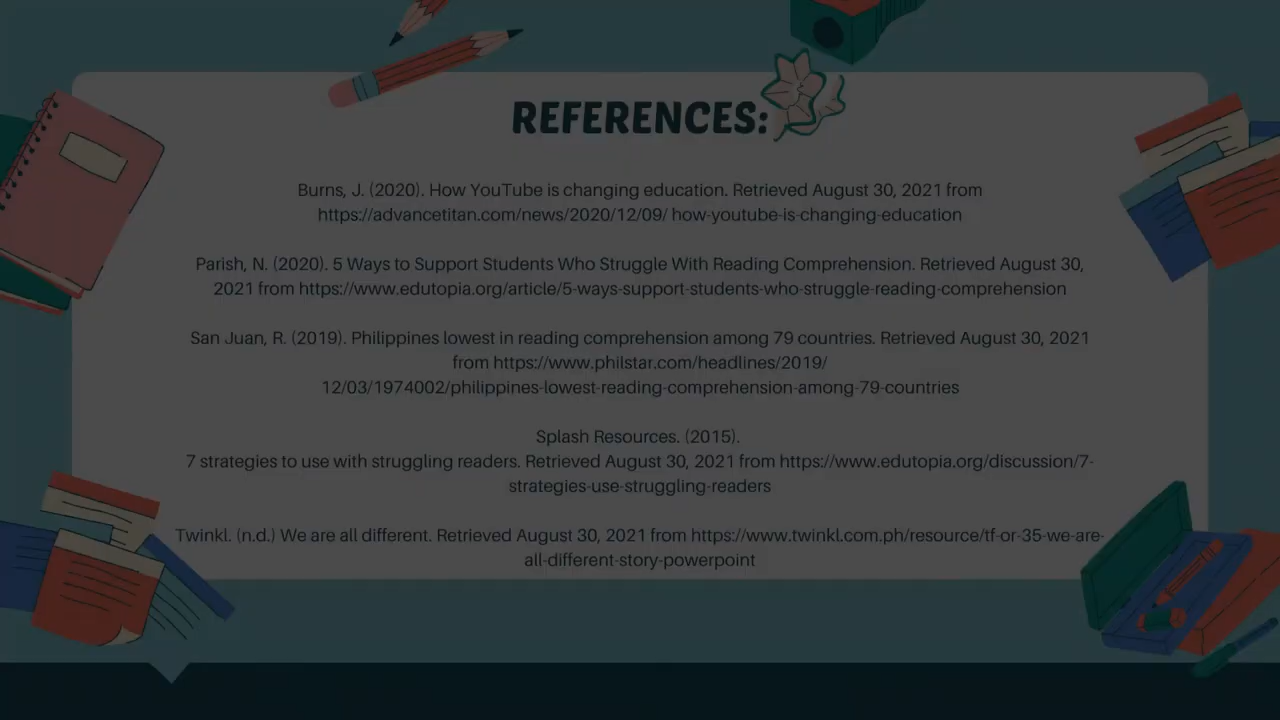 REFERENCES:
Burns, J. (2020). How YouTube is changing education. Retrieved August 30, 2021 from
https://advancetitan.com/news/2020/12/09/ how-youtube-is-changing-education
Parish, N. (2020). 5 Ways to Support Students Who Struggle With Reading Comprehension. Retrieved August 30,
2021 from https://www.edutopia.org/article/5-ways-support-students-who-struggle-reading-comprehension
San Juan, R. (2019). Philippines lowest in reading comprehension among 79 countries. Retrieved August 30, 2021
from https://www.philstar.com/headlines/2019/
12/03/1974002/philippines-lowest-reading-comprehension-among-79-countries
Splash Resources. (2015).
7 strategies to use with struggling readers. Retrieved August 30, 2021 from https://www.edutopia.org/discussion/7-
strategies-use-struggling-readers
Twinkl. (n.d.) We are all different. Retrieved August 30, 2021 from https://www.twinkl.com.ph/resource/tf-or-35-we-are-
all-different-story-powerpoint